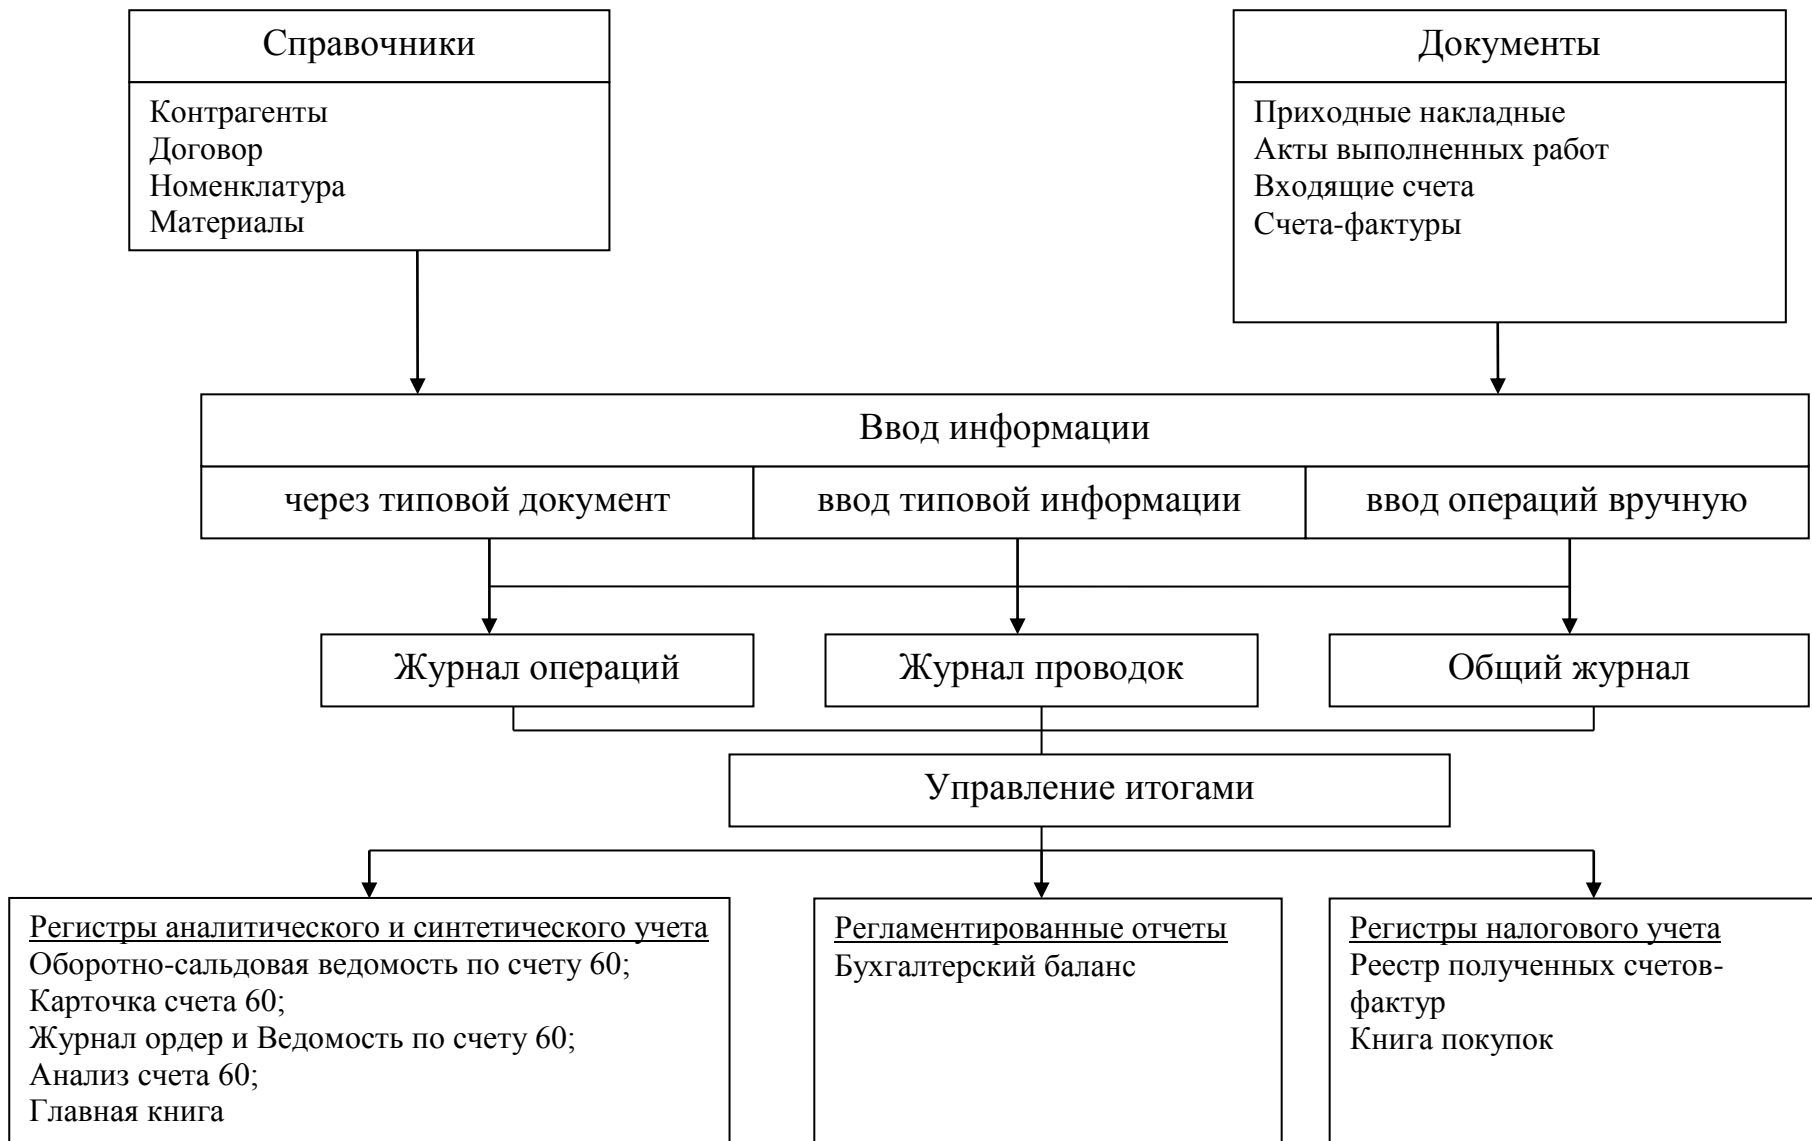 Справочники
Контрагенты
Договор
Номенклатура
Материалы
Документы
Приходные накладные
Акты выполненных работ
Входящие счета
Счета-фактуры
Ввод информации
через типовой документ
ввод типовой информации
ввод операций вручную
Журнал операций
Журнал проводок
Общий журнал
Управление итогами
Регистры аналитического и синтетического учета
Оборотно-сальдовая ведомость по счету 60;
Карточка счета 60;
Журнал ордер и Ведомость по счету 60;
Анализ счета 60;
Главная книга
Регламентированные отчеты
Бухгалтерский баланс
Регистры налогового учета
Реестр полученных счетов-
фактур
Книга покупок